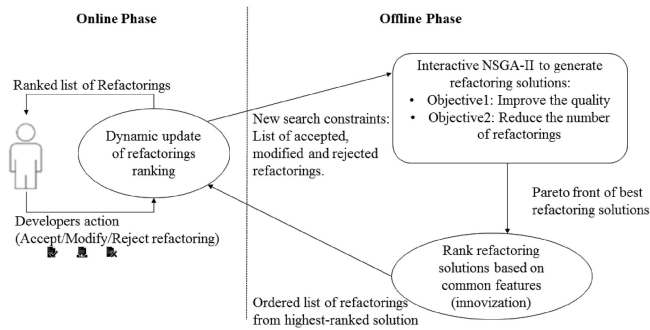 Online Phase
Offline Phase
Ranked list of Refactorings
Dynamic update
of refactorings
ranking
Developers action
(Accept/Modify/Reject refactoring)
New search constraints:
List of accepted,
modified and rejected
refactorings.
Interactive NSGA-II to generate
refactoring solutions:
• Objective1: Improve the quality
• Objective2: Reduce the number
of refactorings
Pareto front of best
refactoring solutions
Rank refactoring
solutions based on
common features
(innovization)
Ordered list of refactorings
from highest-ranked solution